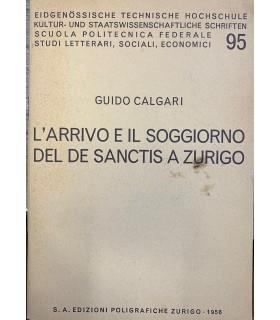 EIDGENÖSSISCHE TECHNISCHE HOCHSCHULE
KULTUR- UND STAATSWISSENSCHAFTLICHE SCHRIFTEN
SCUOLA POLITECNICA FEDERALE
STUDI LETTERARI, SOCIALI, ECONOMICI 95
GUIDO CALGARI
L'ARRIVO E IL SOGGIORNO
DEL DE SANCTIS A ZURIGO
S. A. EDIZIONI POLIGRAFICHE ZURIGO - 1956